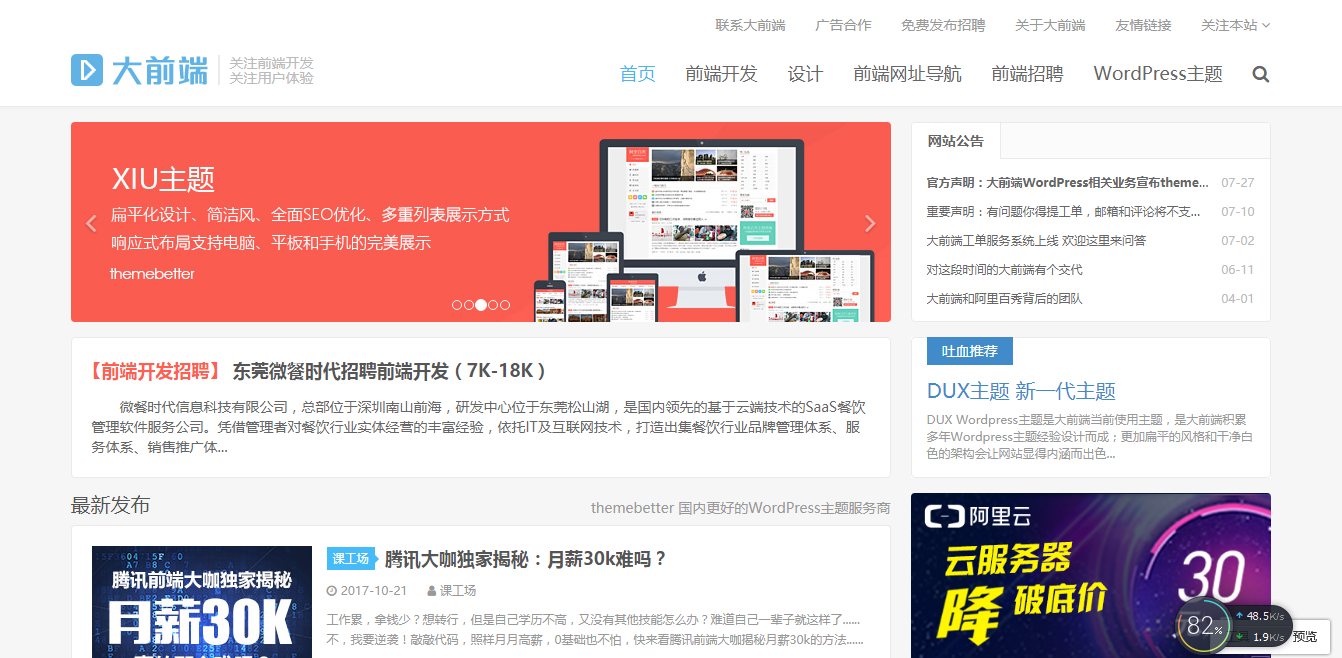 联系大前端 广告合作 免费发布招聘 关于大前端 友情链接 关注本站
大前端
关注前端开发
关注用户体验
首页 前端开发 设计 前端网址导航 前端招聘 WordPress主题
XIU主题
扁平化设计、简洁风、全面SEO优化、多重列表展示方式
响应式布局支持电脑、平板和手机的完美展示
themebetter
网站公告
官方声明：大前端WordPress相关业务宣布theme... 07-27
重要声明：有问题你得提工单，邮箱和评论将不支... 07-10
大前端工单服务系统上线 欢迎这里来问答 07-02
对这段时间的大前端有个交代 06-11
大前端和阿里百秀背后的团队 04-01
【前端开发招聘】 东莞微餐时代招聘前端开发（7K-18K）
微餐时代信息科技有限公司，总部位于深圳南山前海，研发中心位于东莞松山湖，是国内领先的基于云端技术的SaaS餐饮
管理软件服务公司。凭借管理者对餐饮行业实体经营的丰富经验，依托IT及互联网技术，打造出集餐饮行业品牌管理体系、服
务体系、销售推广体...
吐血推荐
DUX主题 新一代主题
DUX Wordpress主题是大前端当前使用主题，是大前端积累
多年Wordpress主题经验设计而成；更加扁平的风格和干净白
色的架构会让网站显得内涵而出色...
最新发布
themebetter 国内更好的WordPress主题服务商
腾讯前端大咖独家揭秘
月薪30K
课工场 腾讯大咖独家揭秘：月薪30k难吗？
2017-10-21 课工场
工作累，拿钱少？想转行，但是自己学历不高，又没有其他技能怎么办？难道自己一辈子就这样了......
不，我要逆袭！敲敲代码，照样月月高薪，0基础也不怕，快来看腾讯前端大咖揭秘月薪30k的方法......
阿里云
云服务器
降 破底价
30
82%
48.5K/s
1.9K/s
预览